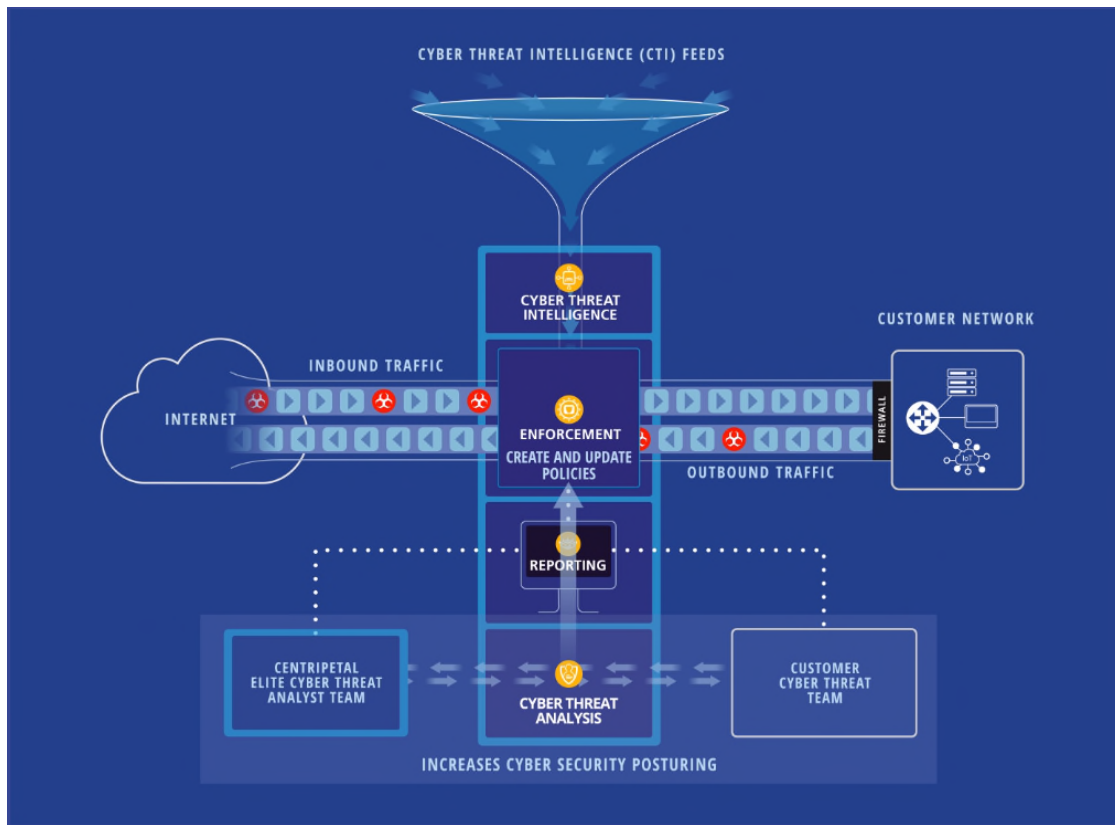 CYBER THREAT INTELLIGENCE (CTI) FEEDS
CYBER THREAT
INTELLIGENCE
CUSTOMER NETWORK
INBOUND TRAFFIC
INTERNET
FIREWALL
IoT
ENFORCEMENT
CREATE AND UPDATE
POLICIES
OUTBOUND TRAFFIC
REPORTING
CENTRIPETAL
ELITE CYBER THREAT
ANALYST TEAM
CYBER THREAT
ANALYSIS
CUSTOMER
CYBER THREAT
TEAM
INCREASES CYBER SECURITY POSTURING